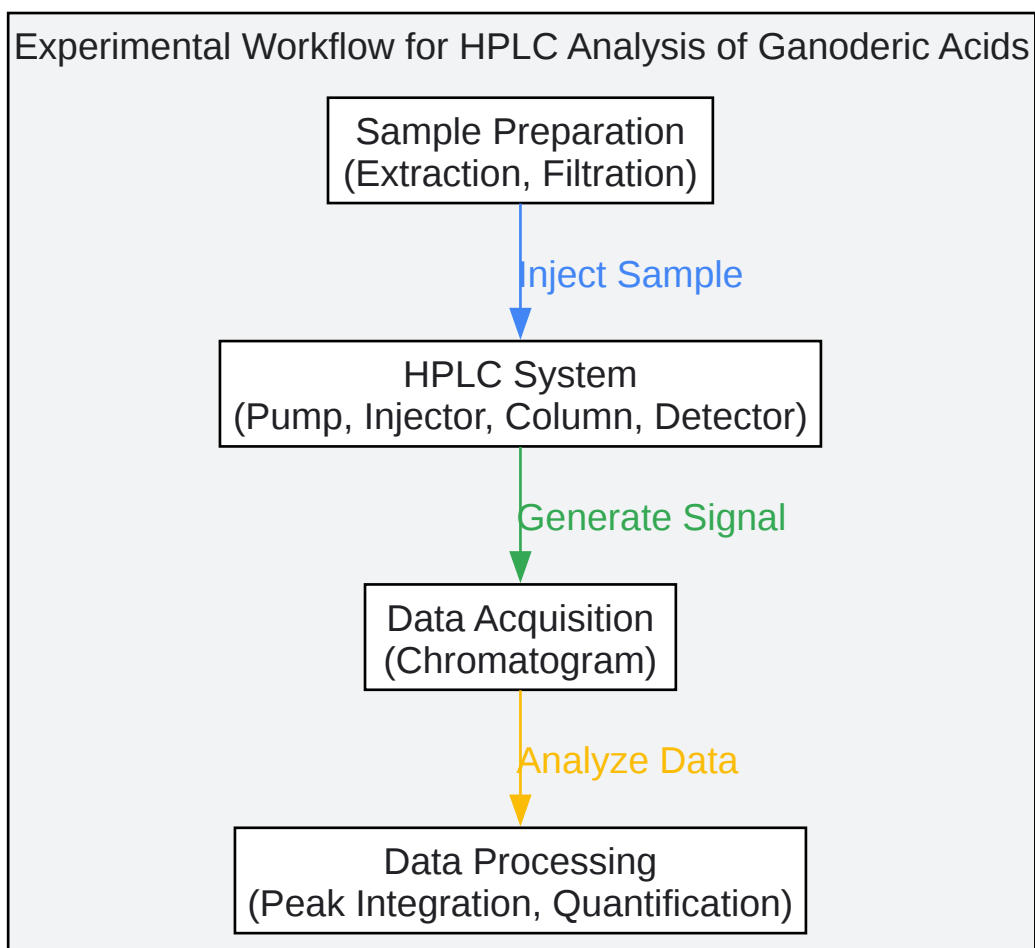 Experimental Workflow for HPLC Analysis of Ganoderic Acids
Sample Preparation
(Extraction, Filtration)
Inject Sample
HPLC System
(Pump, Injector, Column, Detector)
Generate Signal
Data Acquisition
(Chromatogram)
Analyze Data
Data Processing
(Peak Integration, Quantification)